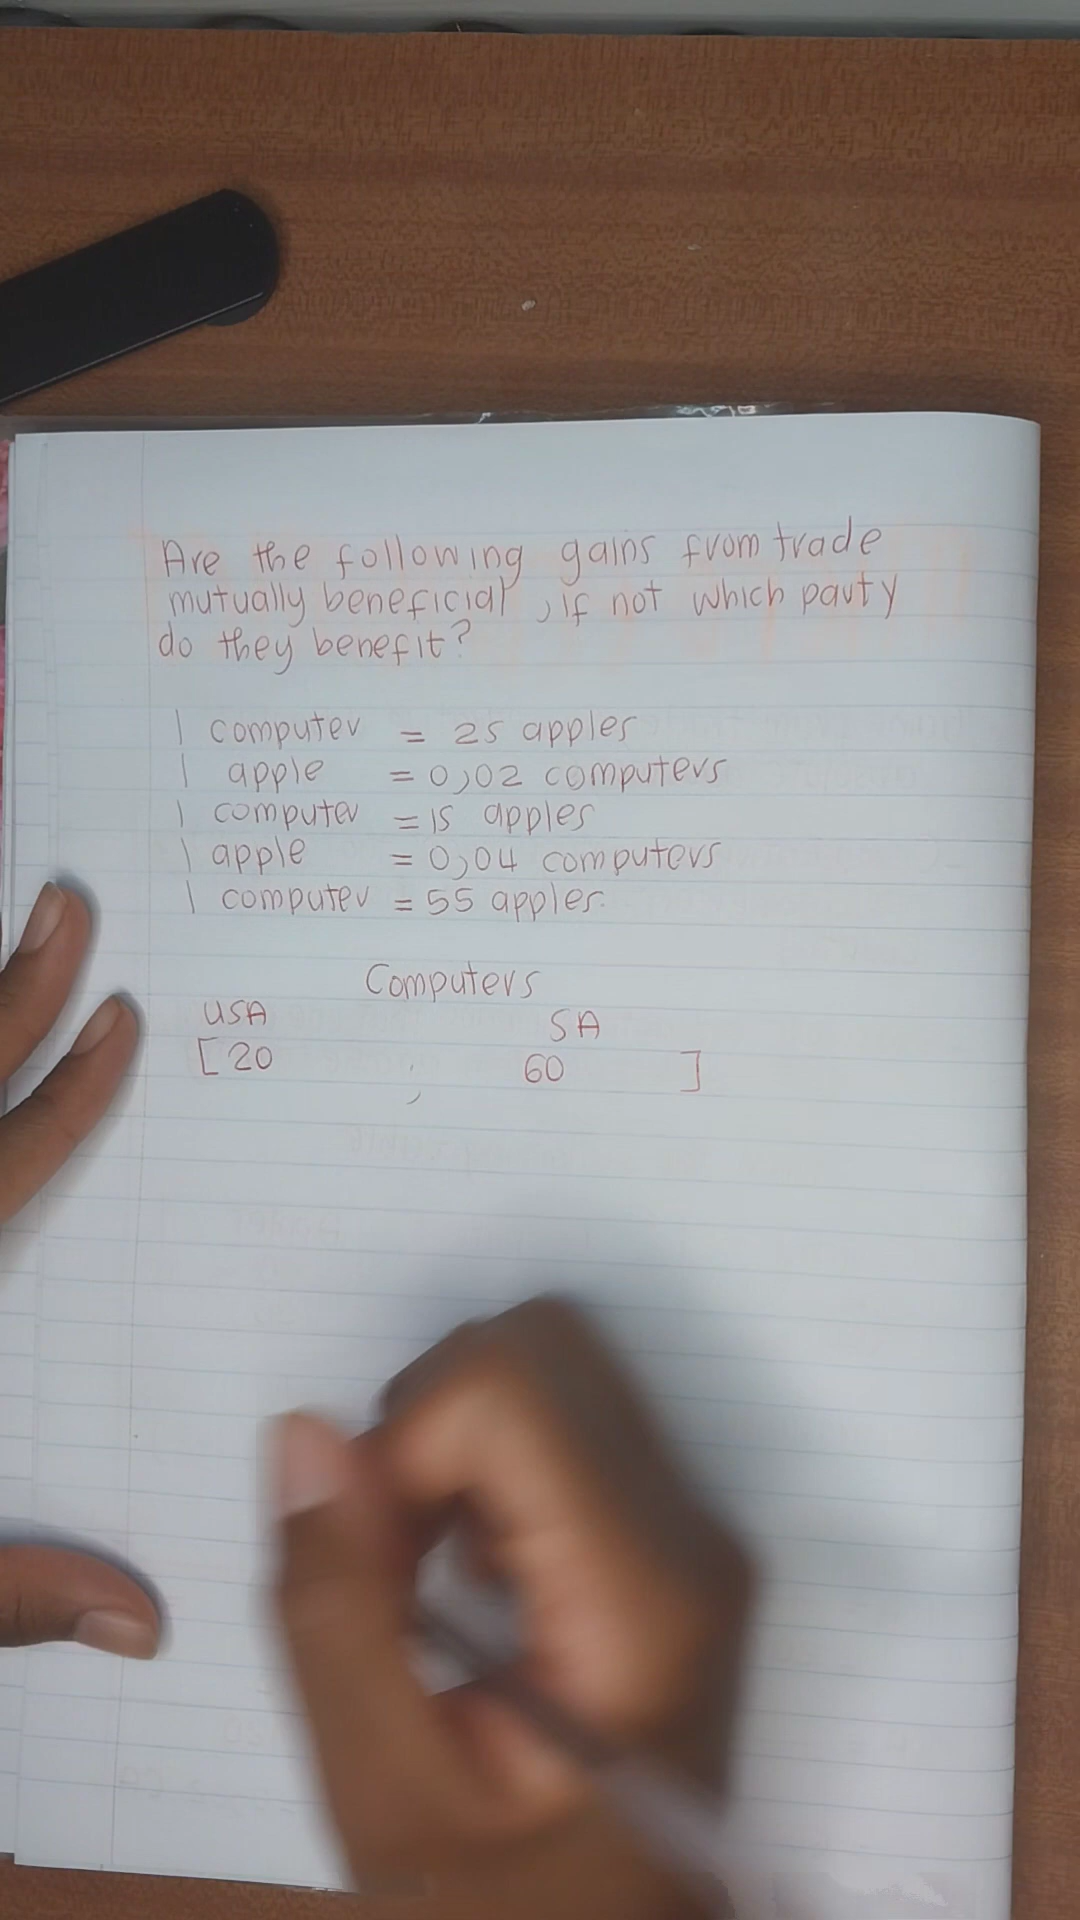 Are the following gains from trade
mutually beneficial, if not which party
do they benefit?
1 computer = 25 apples
1 apple = 0,02 computers
1 computer = 15 apples
1 apple = 0,04 computers
1 computer = 55 apples.
Computers
USA SA
[20 ; 60 ]